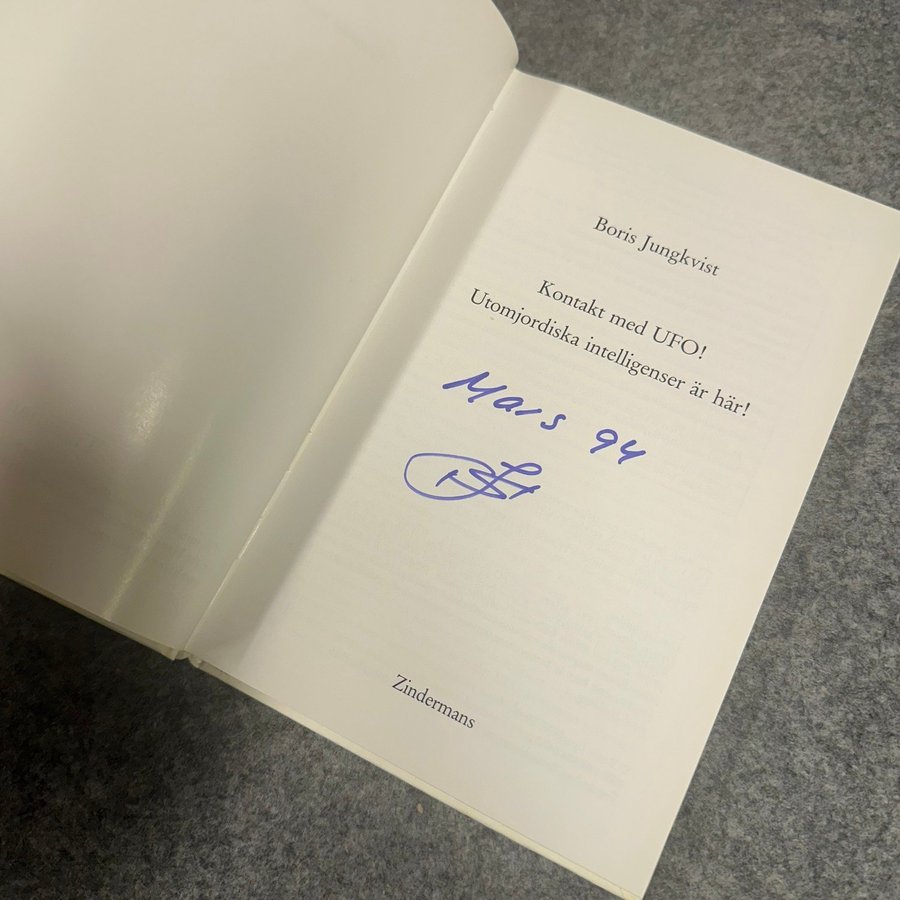 Boris Jungkvist
Kontakt med UFO!
Utomjordiska intelligenser är här!
Mars 94
Zindermans